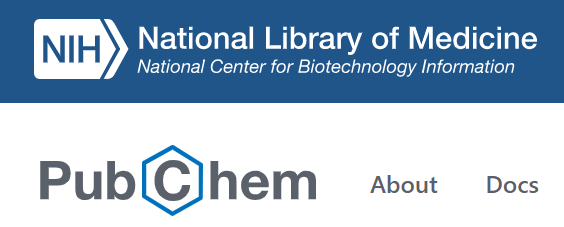 NIH National Library of Medicine
National Center for Biotechnology Information
PubChem About Docs